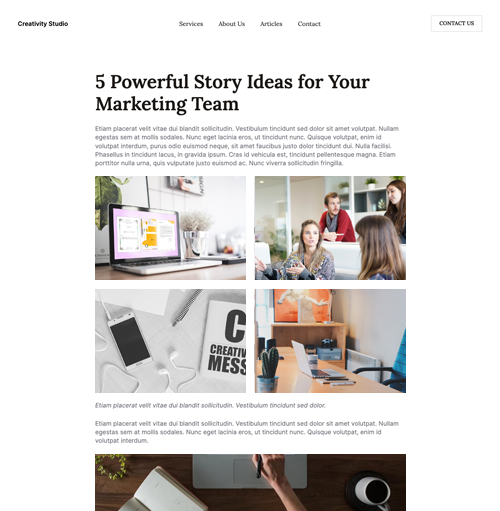 Creativity Studio
Services
About Us
Articles
Contact
CONTACT US
5 Powerful Story Ideas for Your
Marketing Team
Etiam placerat velit vitae dui blandit sollicitudin. Vestibulum tincidunt sed dolor sit amet volutpat. Nullam
egestas sem at mollis sodales. Nunc eget lacinia eros, ut tincidunt nunc. Quisque volutpat, enim id
volutpat interdum, purus odio euismod neque, sit amet faucibus justo dolor tincidunt dui. Nulla facilisi.
Phasellus in tincidunt lacus, in gravida ipsum. Cras id vehicula est, tincidunt pellentesque magna. Etiam
porttitor nulla urna, quis vulputate justo euismod ac. Nunc viverra sollicitudin fringilla.
C
CREATIV
MESS
Etiam placerat velit vitae dui blandit sollicitudin. Vestibulum tincidunt sed dolor.
Etiam placerat velit vitae dui blandit sollicitudin. Vestibulum tincidunt sed dolor sit amet volutpat. Nullam
egestas sem at mollis sodales. Nunc eget lacinia eros, ut tincidunt nunc. Quisque volutpat, enim id
volutpat interdum.